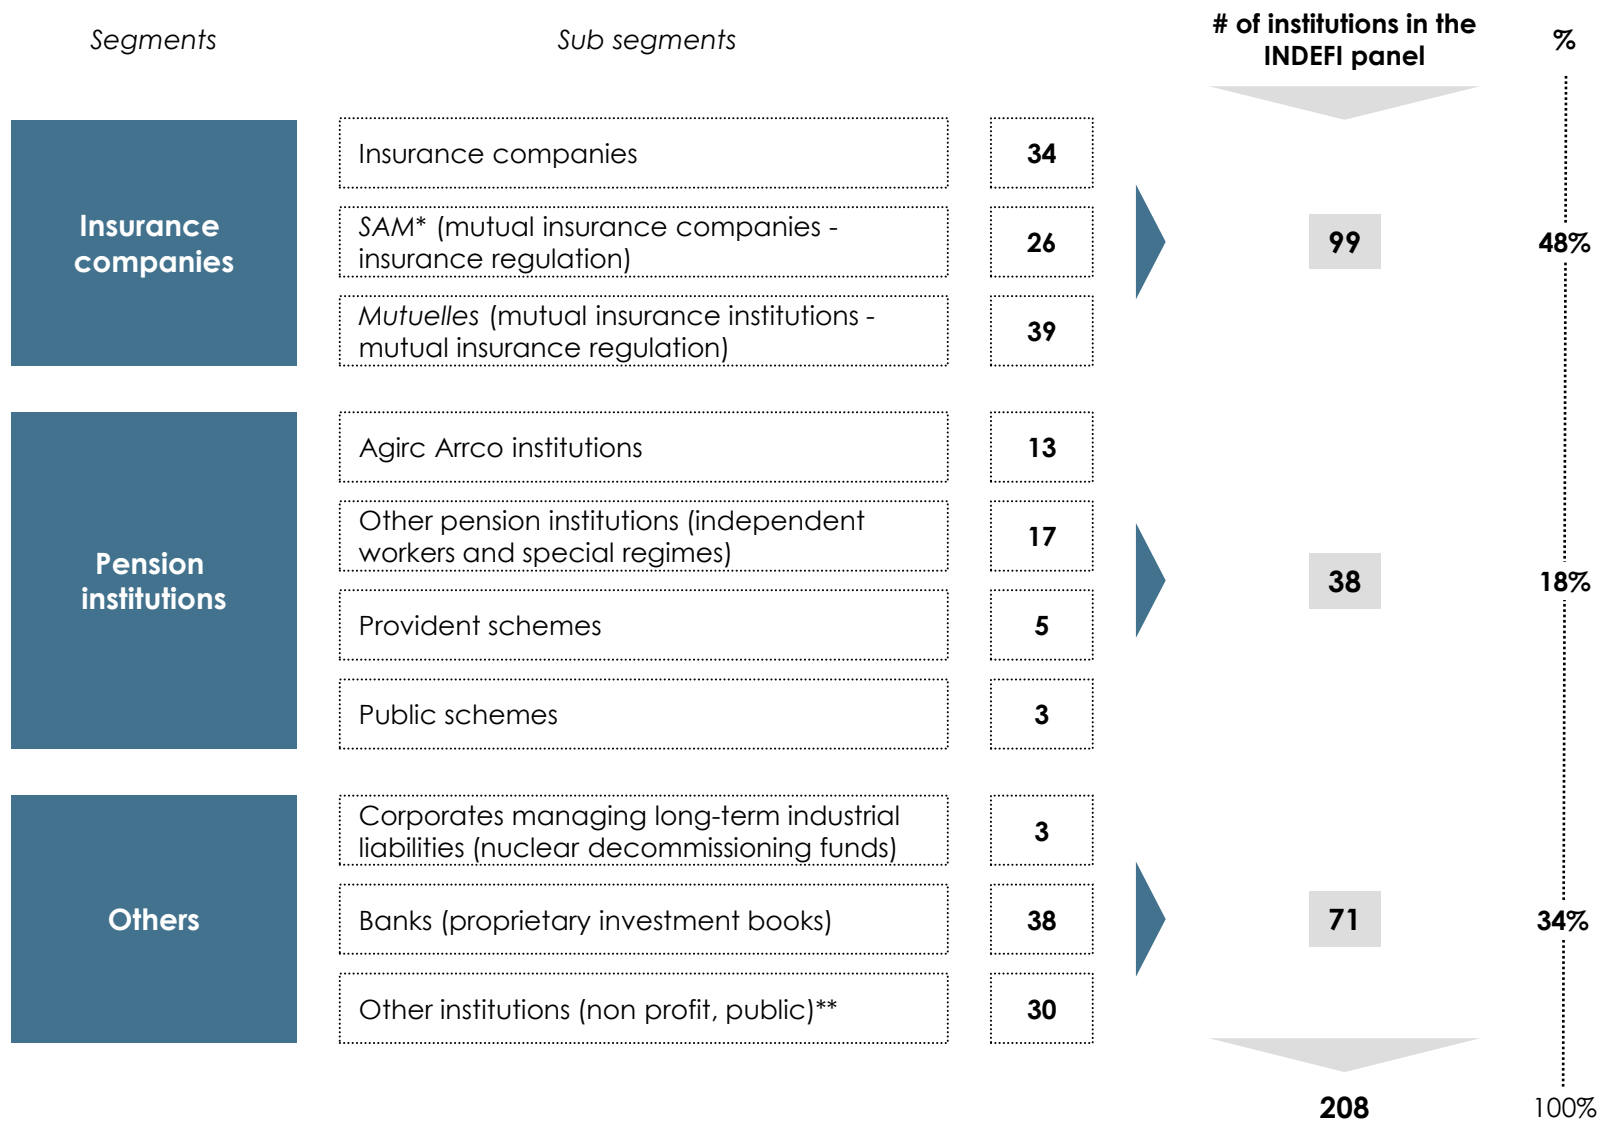 Segments
Sub segments
# of institutions in the
INDEFI panel
%
Insurance
companies
Insurance companies
34
SAM* (mutual insurance companies -
insurance regulation)
26
Mutuelles (mutual insurance institutions -
mutual insurance regulation)
39
99
48%
Pension
institutions
Agirc Arrco institutions
13
Other pension institutions (independent
workers and special regimes)
17
Provident schemes
5
Public schemes
3
38
18%
Others
Corporates managing long-term industrial
liabilities (nuclear decommissioning funds)
3
Banks (proprietary investment books)
38
Other institutions (non profit, public)**
30
71
34%
208
100%